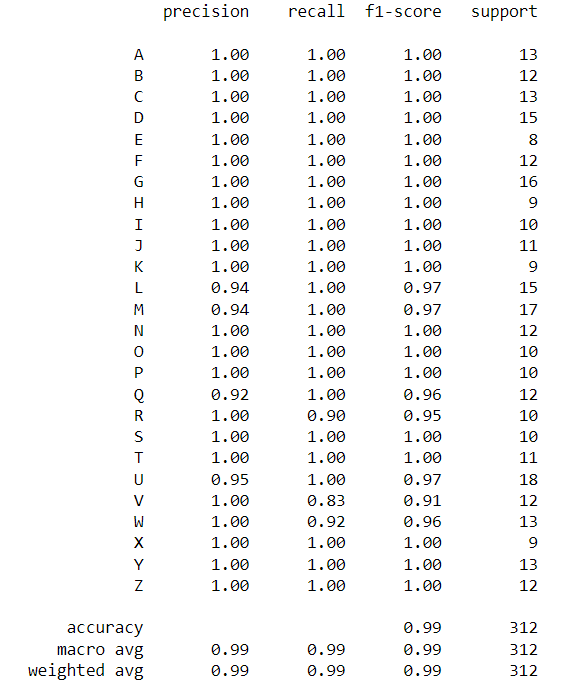 precision recall f1-score support
A 1.00 1.00 1.00 13
B 1.00 1.00 1.00 12
C 1.00 1.00 1.00 13
D 1.00 1.00 1.00 15
E 1.00 1.00 1.00 8
F 1.00 1.00 1.00 12
G 1.00 1.00 1.00 16
H 1.00 1.00 1.00 9
I 1.00 1.00 1.00 10
J 1.00 1.00 1.00 11
K 1.00 1.00 1.00 9
L 0.94 1.00 0.97 15
M 0.94 1.00 0.97 17
N 1.00 1.00 1.00 12
O 1.00 1.00 1.00 10
P 1.00 1.00 1.00 10
Q 0.92 1.00 0.96 12
R 1.00 0.90 0.95 10
S 1.00 1.00 1.00 10
T 1.00 1.00 1.00 11
U 0.95 1.00 0.97 18
V 1.00 0.83 0.91 12
W 1.00 0.92 0.96 13
X 1.00 1.00 1.00 9
Y 1.00 1.00 1.00 13
Z 1.00 1.00 1.00 12
accuracy 0.99 312
macro avg 0.99 0.99 0.99 312
weighted avg 0.99 0.99 0.99 312